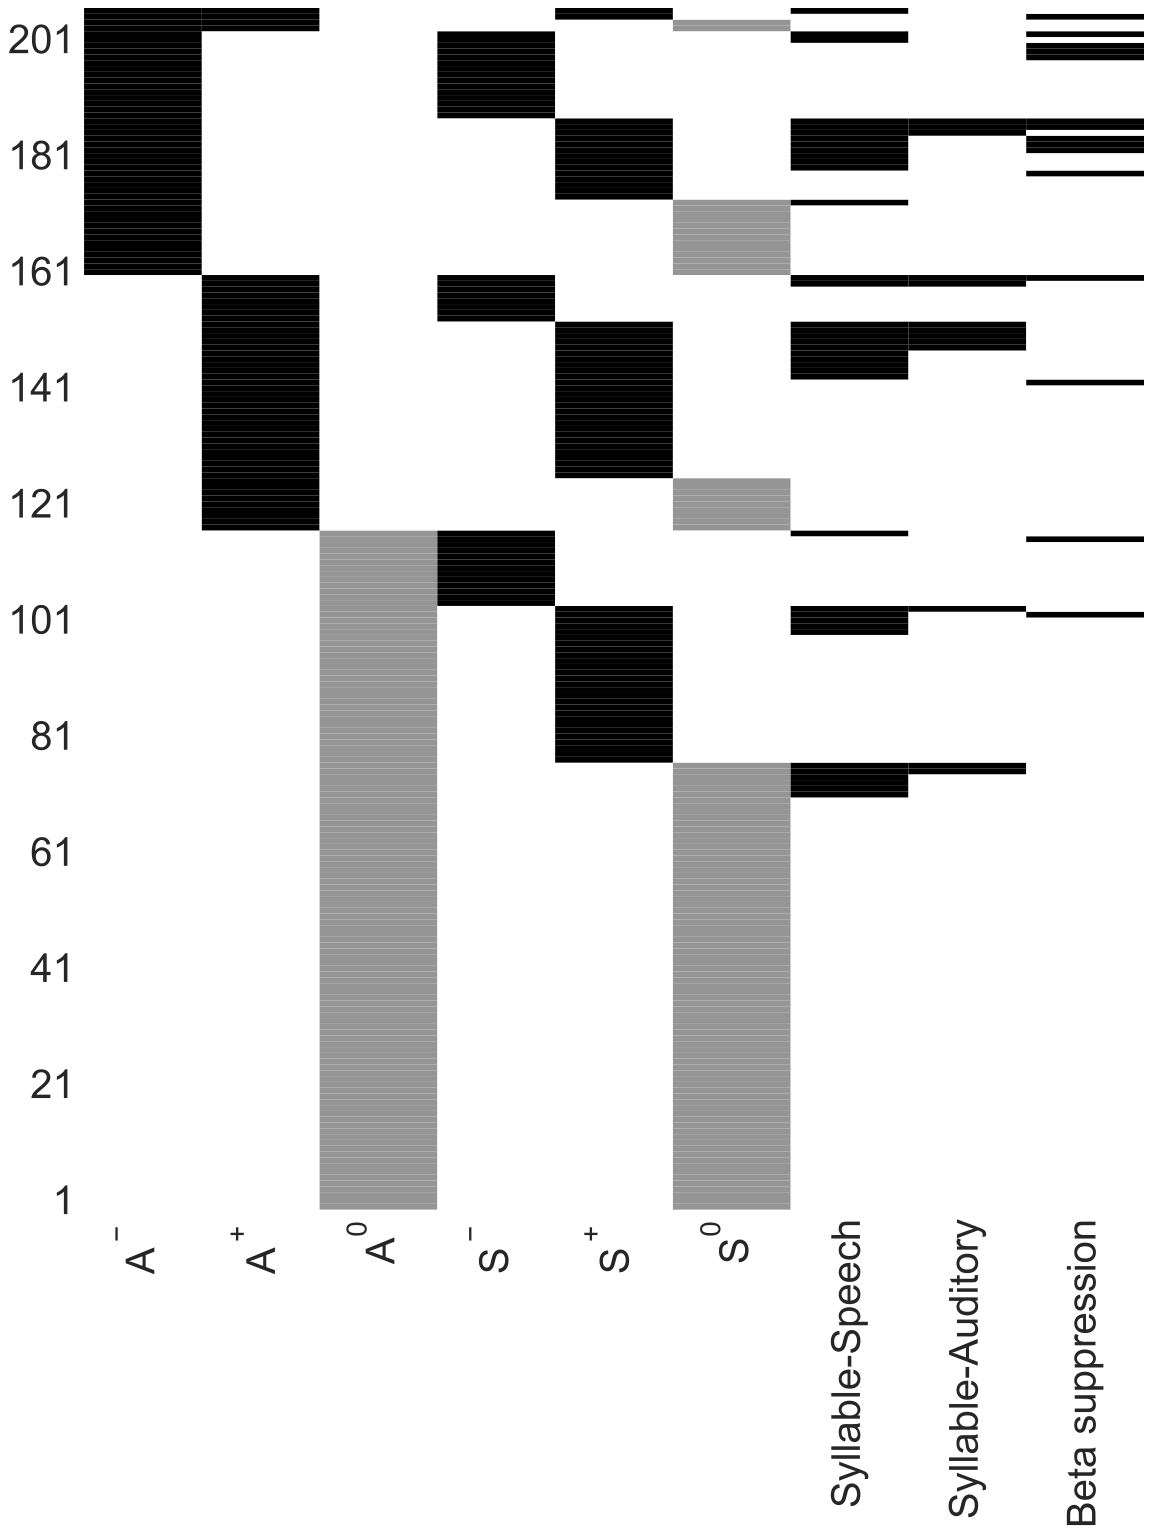 201
181
161
141
121
101
81
61
41
21
1
A⁻
A⁺
A⁰
S⁻
S⁺
S⁰
Syllable-Speech
Syllable-Auditory
Beta suppression